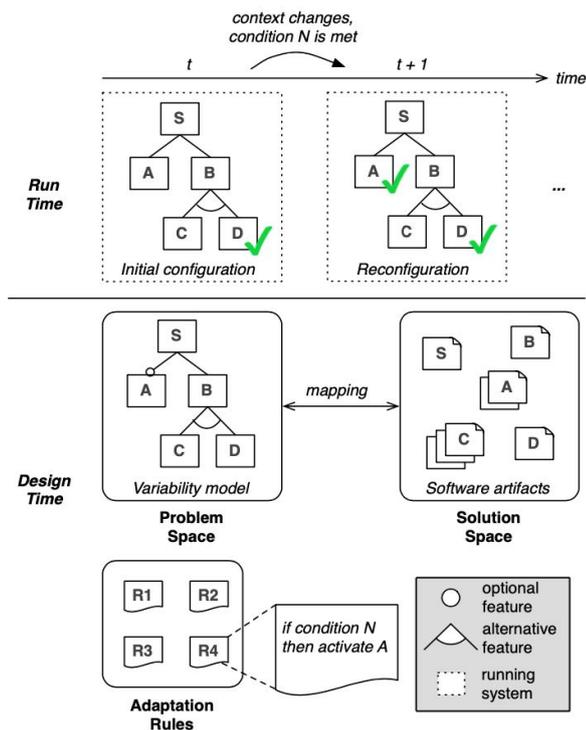 context changes,
condition N is met
t
t + 1
time
Run
Time
S
A
B
C
D
Initial configuration
S
A
B
C
D
Reconfiguration
...
Design
Time
S
A
B
C
D
Variability model
Problem
Space
mapping
S
B
A
C
D
Software artifacts
Solution
Space
R1
R2
R3
R4
Adaptation
Rules
if condition N
then activate A
optional
feature
alternative
feature
running
system